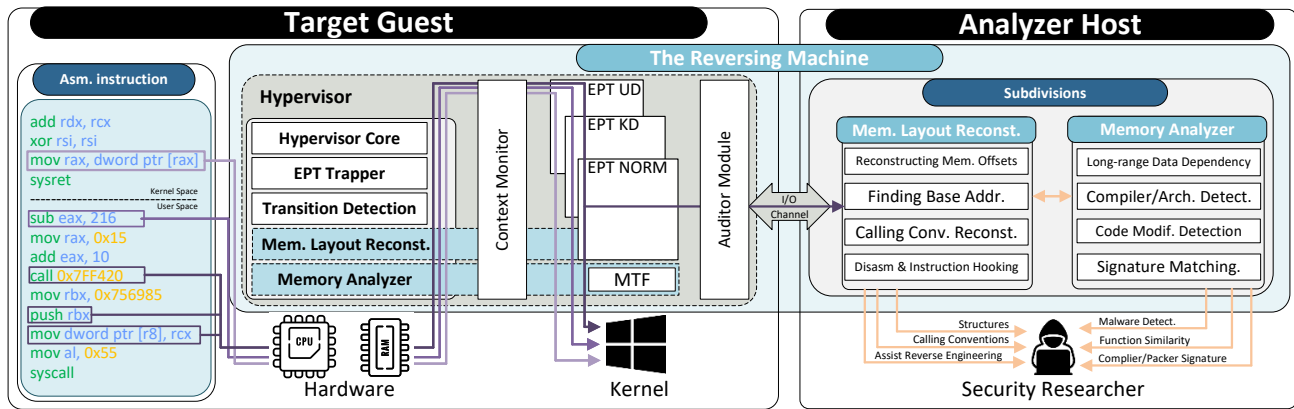 Target Guest
Analyzer Host
The Reversing Machine
Asm. instruction
add rdx, rcx
xor rsi, rsi
mov rax, dword ptr [rax]
sysret
Kernel Space
User Space
sub eax, 216
mov rax, 0x15
add eax, 10
call 0x7FF420
mov rbx, 0x756985
push rbx
mov dword ptr [r8], rcx
mov al, 0x55
syscall
Hypervisor
Hypervisor Core
EPT Trapper
Transition Detection
Mem. Layout Reconst.
Memory Analyzer
Context Monitor
EPT UD
EPT KD
EPT NORM
MTF
Auditor Module
I/O
Channel
CPU
RAM
Hardware
Kernel
Subdivisions
Mem. Layout Reconst.
Reconstructing Mem. Offsets
Finding Base Addr.
Calling Conv. Reconst.
Disasm & Instruction Hooking
Memory Analyzer
Long-range Data Dependency
Compiler/Arch. Detect.
Code Modif. Detection
Signature Matching.
Structures
Calling Conventions
Assist Reverse Engineering
Malware Detect.
Function Similarity
Complier/Packer Signature
Security Researcher